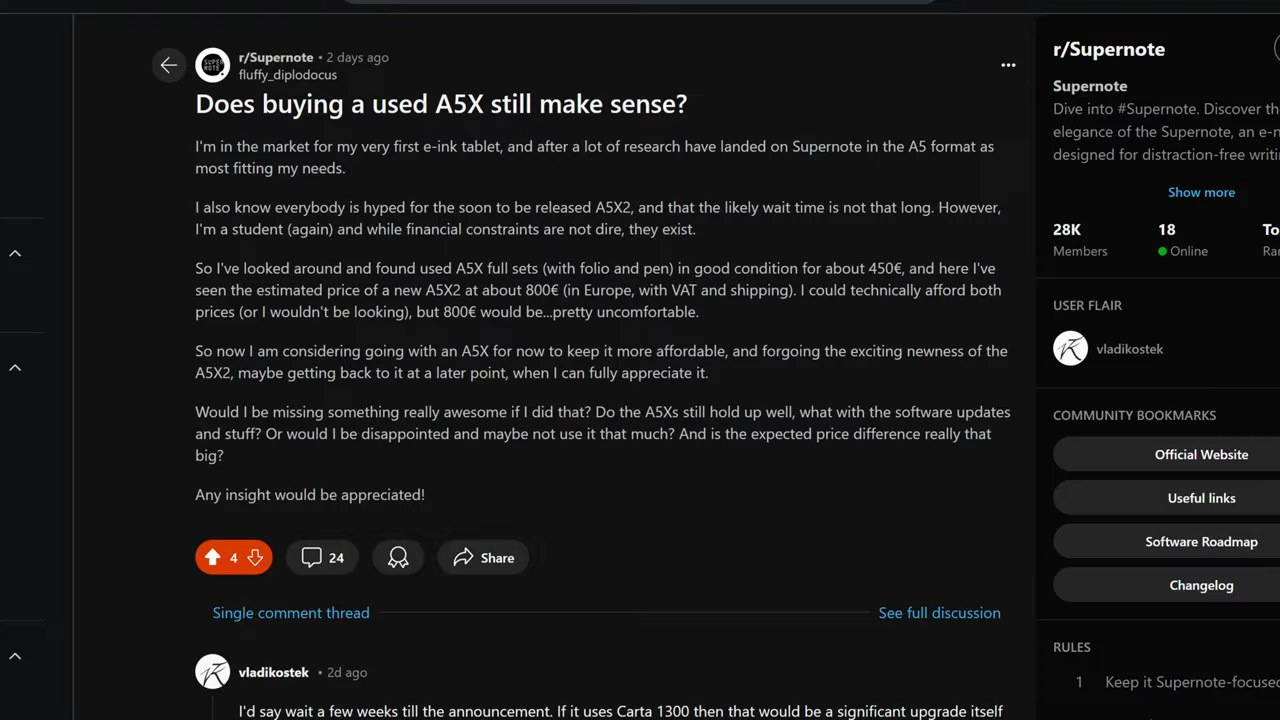 r/Supernote • 2 days ago
fluffy_diplodocus
Does buying a used A5X still make sense?
I'm in the market for my very first e-ink tablet, and after a lot of research have landed on Supernote in the A5 format as
most fitting my needs.
I also know everybody is hyped for the soon to be released A5X2, and that the likely wait time is not that long. However,
I'm a student (again) and while financial constraints are not dire, they exist.
So I've looked around and found used A5X full sets (with folio and pen) in good condition for about 450€, and here I've
seen the estimated price of a new A5X2 at about 800€ (in Europe, with VAT and shipping). I could technically afford both
prices (or I wouldn't be looking), but 800€ would be...pretty uncomfortable.
So now I am considering going with an A5X for now to keep it more affordable, and forgoing the exciting newness of the
A5X2, maybe getting back to it at a later point, when I can fully appreciate it.
Would I be missing something really awesome if I did that? Do the A5Xs still hold up well, what with the software updates
and stuff? Or would I be disappointed and maybe not use it that much? And is the expected price difference really that
big?
Any insight would be appreciated!
4
24
Share
Single comment thread
See full discussion
vladikostek • 2d ago
I'd say wait a few weeks till the announcement. If it uses Carta 1300 then that would be a significant upgrade itself
r/Supernote
Supernote
Dive into #Supernote. Discover th
elegance of the Supernote, an e-n
designed for distraction-free writi
Show more
28K
18
To
Members
Online
Ran
USER FLAIR
vladikostek
COMMUNITY BOOKMARKS
Official Website
Useful links
Software Roadmap
Changelog
RULES
1 Keep it Supernote-focused